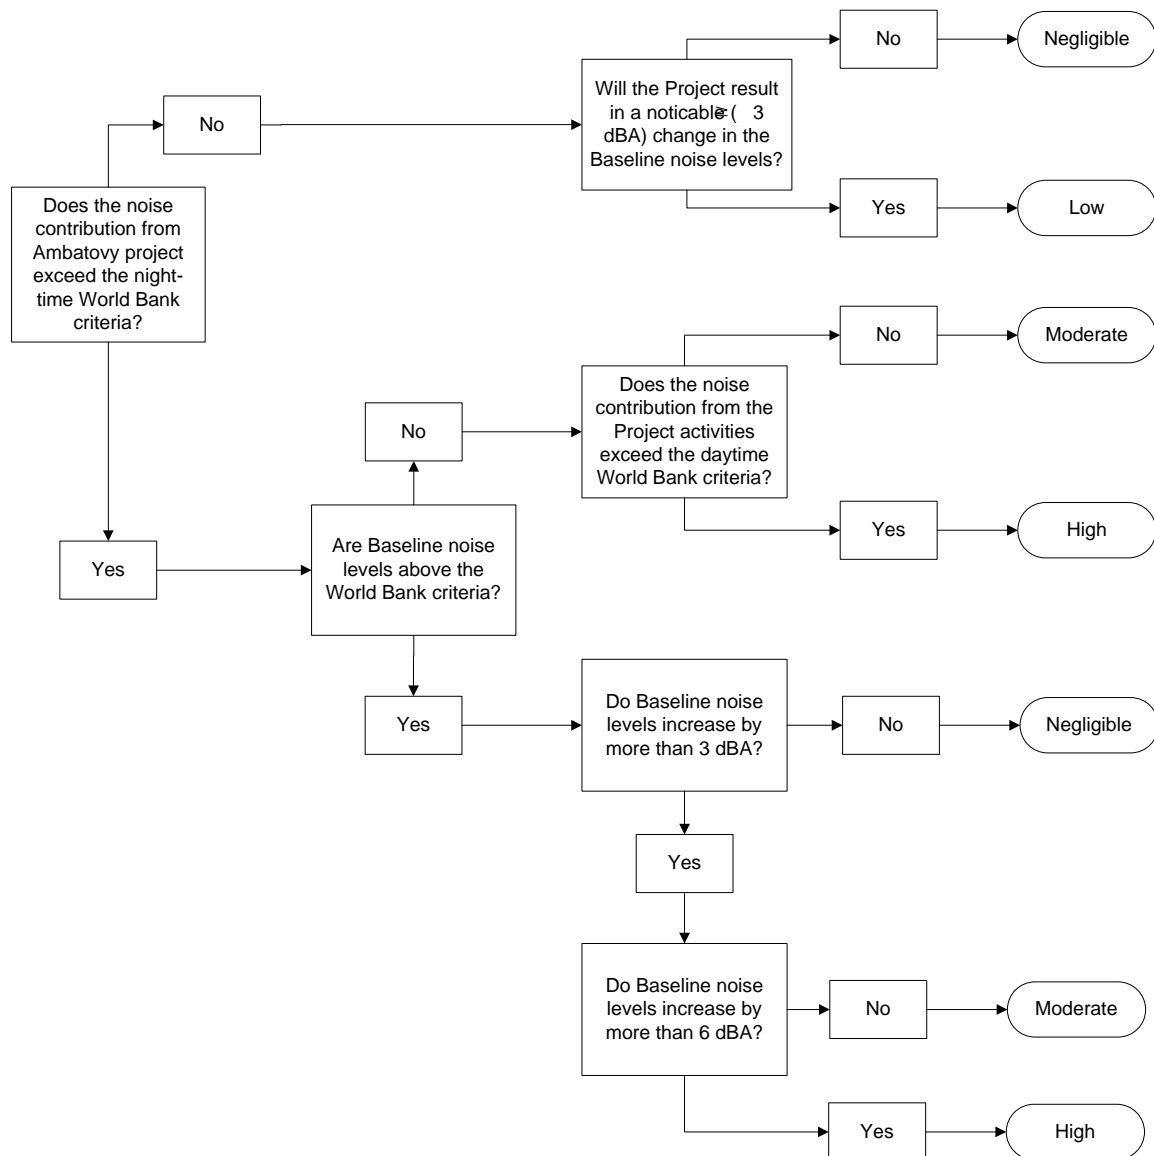 No
Negligible
Will the Project result
in a noticable (≥ 3
dBA) change in the
Baseline noise levels?
No
Yes
Low
Does the noise
contribution from
Ambatovy project
exceed the night-
time World Bank
criteria?
No
Moderate
Does the noise
contribution from the
Project activities
exceed the daytime
World Bank criteria?
No
Yes
High
Are Baseline noise
levels above the
World Bank criteria?
Yes
Yes
Do Baseline noise
levels increase by
more than 3 dBA?
No
Negligible
Yes
Do Baseline noise
levels increase by
more than 6 dBA?
No
Moderate
Yes
High